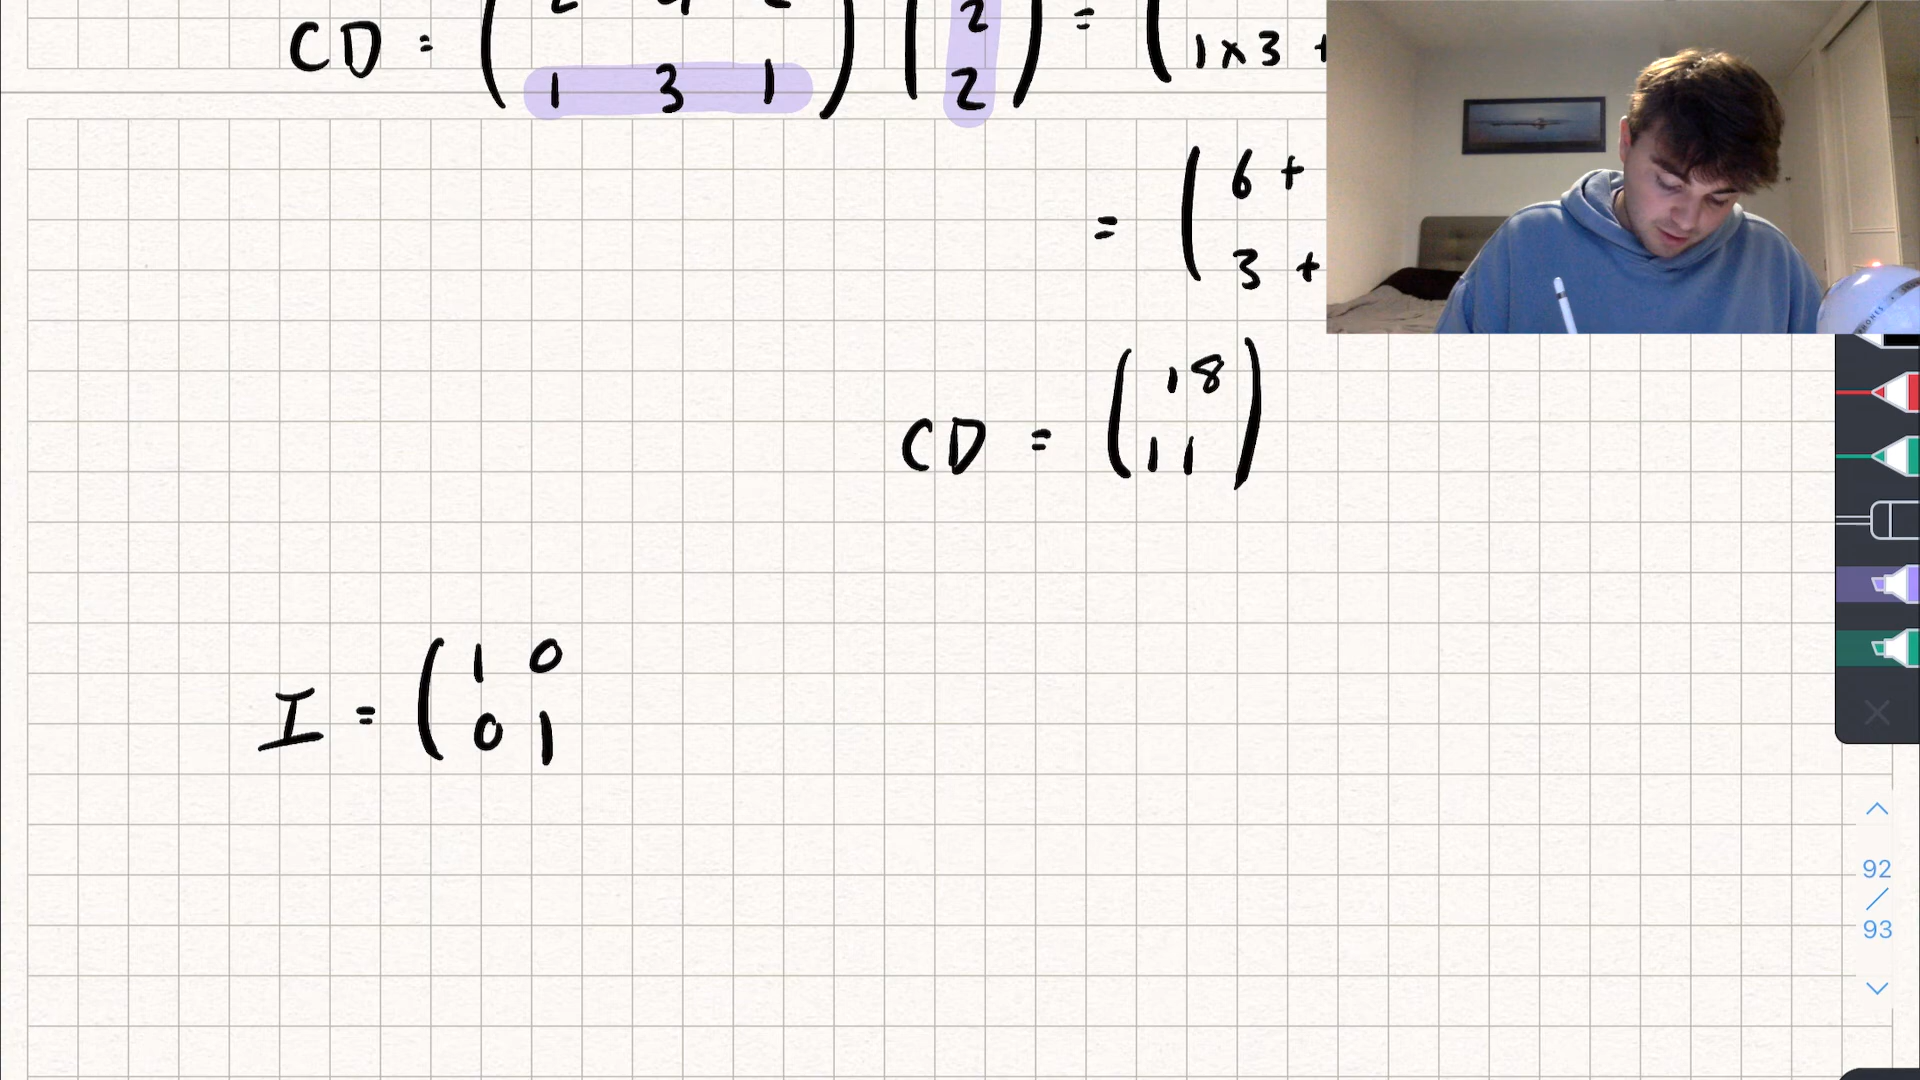 2
2
CD = ( ) ( ) = (
1 x 3 +
1 3 1 2
( 6 +
=
3 +
( 18
CD = )
11
( 1 0
I =
0 1
92
/
93